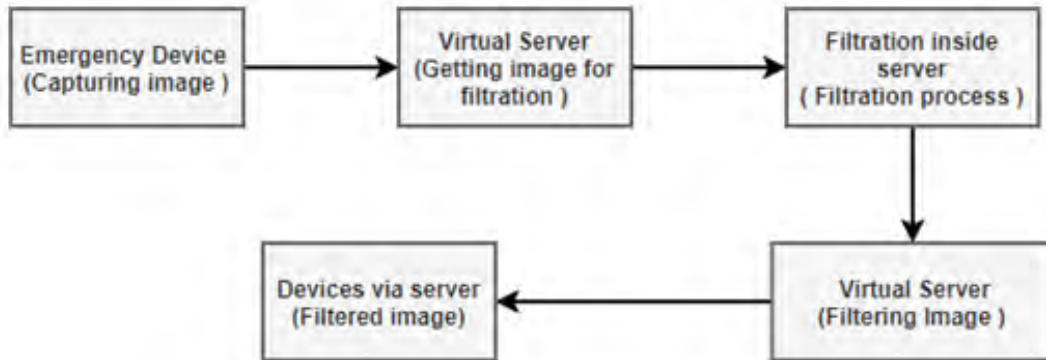 Emergency Device
(Capturing image )
Virtual Server
(Getting image for
filtration )
Filtration inside
server
( Filtration process )
Virtual Server
(Filtering Image )
Devices via server
(Filtered image)